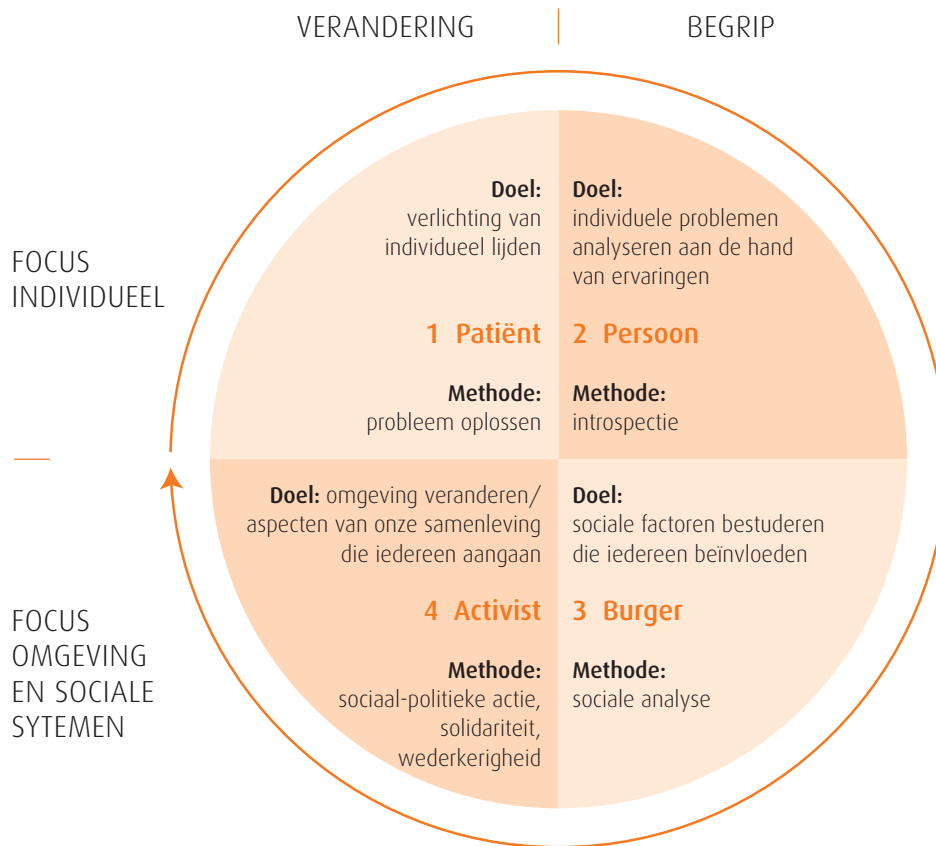 VERANDERING
BEGRIP
FOCUS
INDIVIDUEEL
Doel:
verlichting van
individueel lijden
1 Patiënt
Methode:
probleem oplossen
Doel:
individuele problemen
analyseren aan de hand
van ervaringen
2 Persoon
Methode:
introspectie
FOCUS
OMGEVING
EN SOCIALE
SYTEMEN
Doel: omgeving veranderen/
aspecten van onze samenleving
die iedereen aangaan
4 Activist
Methode:
sociaal-politieke actie,
solidariteit,
wederkerigheid
Doel:
sociale factoren bestuderen
die iedereen beïnvloeden
3 Burger
Methode:
sociale analyse